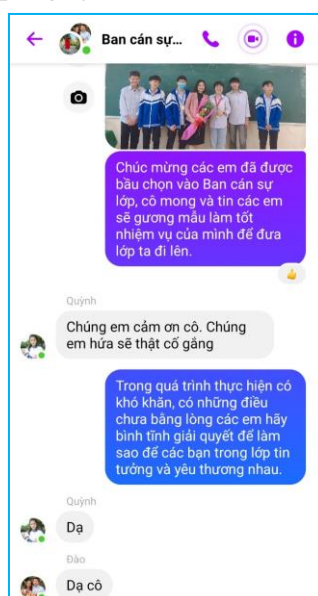 Ban cán sự...
Chúc mừng các em đã được
bầu chọn vào Ban cán sự
lớp, cô mong và tin các em
sẽ gương mẫu làm tốt
nhiệm vụ của mình để đưa
lớp ta đi lên.
Quỳnh
Chúng em cảm ơn cô. Chúng
em hứa sẽ thật cố gắng
Trong quá trình thực hiện có
khó khăn, có những điều
chưa bằng lòng các em hãy
bình tĩnh giải quyết để làm
sao để các bạn trong lớp tin
tưởng và yêu thương nhau.
Quỳnh
Dạ
Đào
Dạ cô